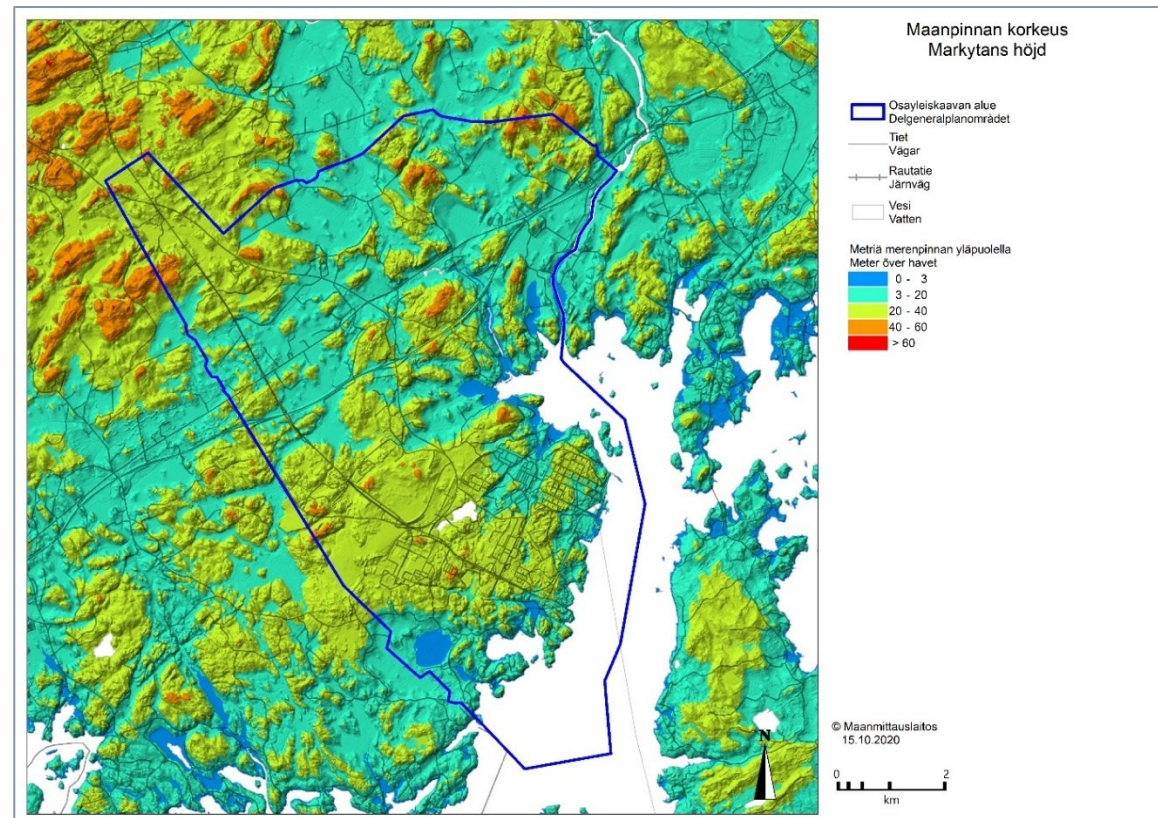 Maanpinnan korkeus
Markytans höjd
Osayleiskaavan alue
Delgeneralplanområdet
Tiet
Vägar
Rautatie
Järnväg
Vesi
Vatten
Metriä merenpinnan yläpuolella
Meter över havet
0 - 3
3 - 20
20 - 40
40 - 60
> 60
© Maanmittauslaitos
15.10.2020
N
0 2
km